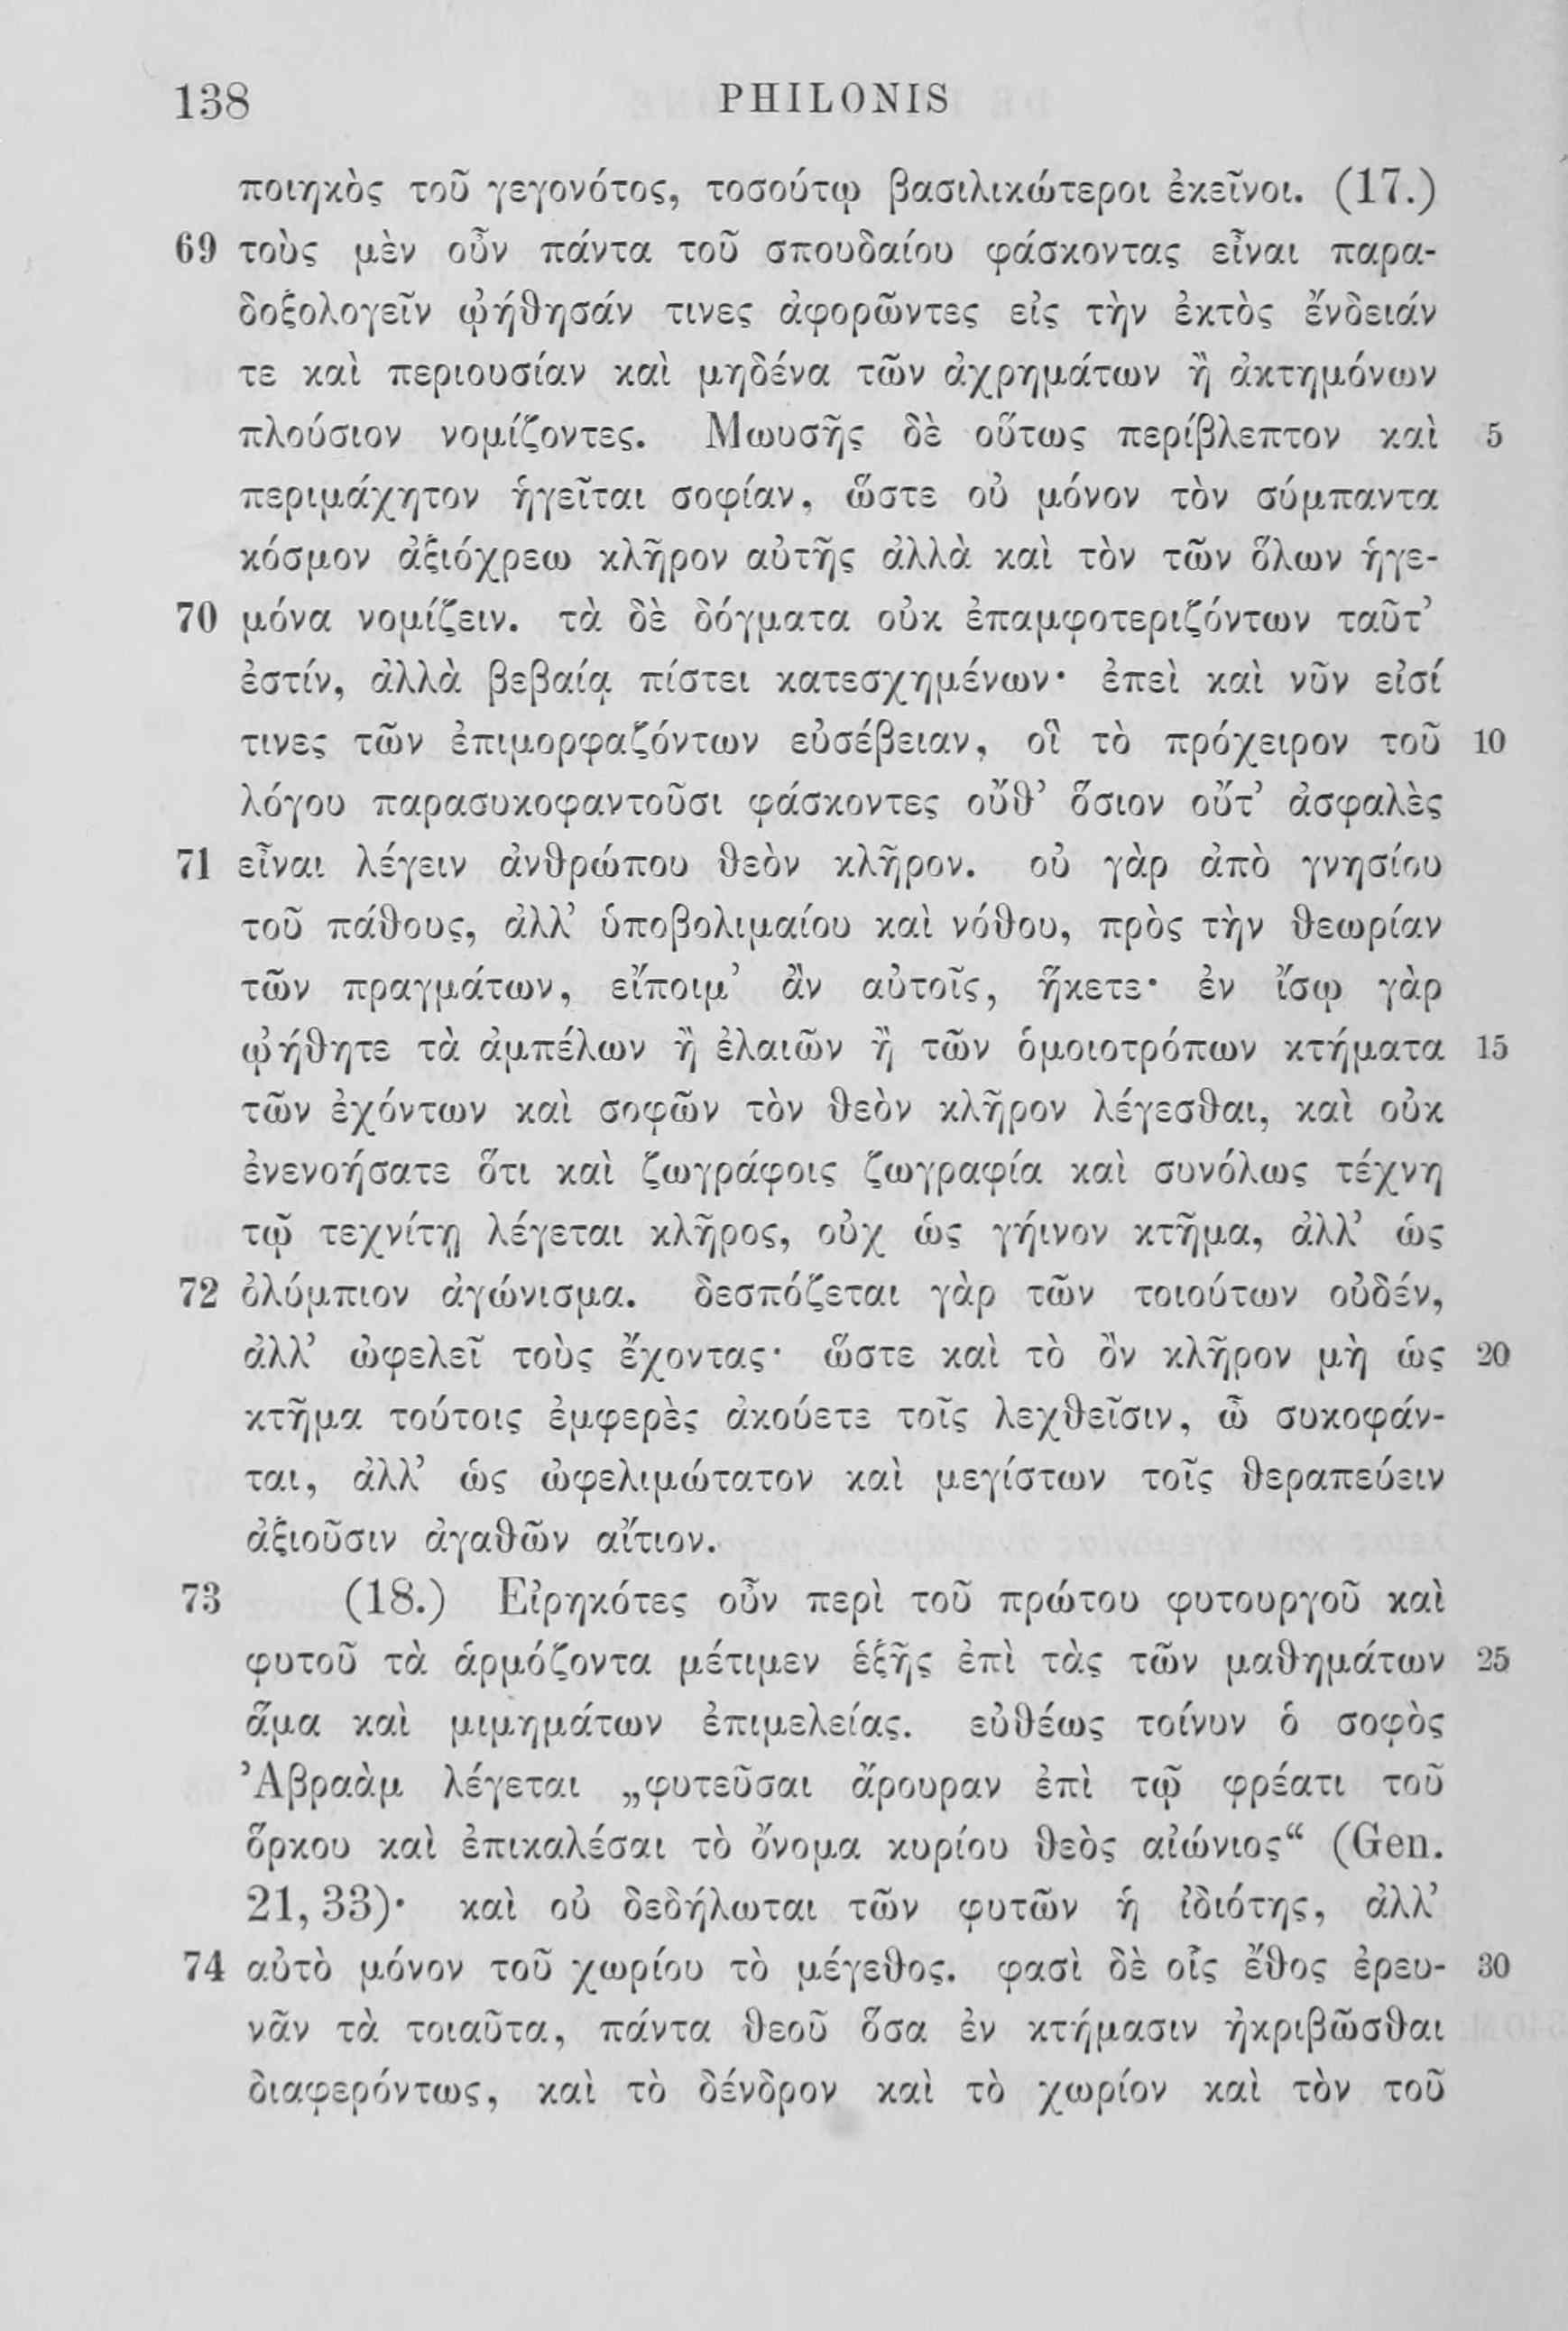 138 PHILONIS
ποιηκὸς τοῦ γεγονότος, τοσούτῳ βασιλικώτεροι ἐκεῖνοι. (17.)
69 τοὺς μὲν οὖν πάντα τοῦ σπουδαίου φάσκοντας εἶναι παρα-
δοξολογεῖν ᾠήθησάν τινες ἀφορῶντες εἰς τὴν ἐκτὸς ἔνδειάν
τε καὶ περιουσίαν καὶ μηδένα τῶν ἀχρημάτων ἢ ἀκτημόνων
πλούσιον νομίζοντες. Μωυσῆς δὲ οὕτως περίβλεπτον καὶ 5
περιμάχητον ἡγεῖται σοφίαν, ὥστε οὐ μόνον τὸν σύμπαντα
κόσμον ἀξιόχρεω κλῆρον αὐτῆς ἀλλὰ καὶ τὸν τῶν ὅλων ἡγε-
70 μόνα νομίζειν. τὰ δὲ δόγματα οὐκ ἐπαμφοτεριζόντων ταῦτ’
ἐστίν, ἀλλὰ βεβαίᾳ πίστει κατεσχημένων· ἐπεὶ καὶ νῦν εἰσί
τινες τῶν ἐπιμορφαζόντων εὐσέβειαν, οἳ τὸ πρόχειρον τοῦ 10
λόγου παρασυκοφαντοῦσι φάσκοντες οὔθ’ ὅσιον οὔτ’ ἀσφαλὲς
71 εἶναι λέγειν ἀνθρώπου θεὸν κλῆρον. οὐ γὰρ ἀπὸ γνησίου
τοῦ πάθους, ἀλλ’ ὑποβολιμαίου καὶ νόθου, πρὸς τὴν θεωρίαν
τῶν πραγμάτων, εἴποιμ’ ἂν αὐτοῖς, ἥκετε· ἐν ἴσῳ γὰρ
ᾠήθητε τὰ ἀμπέλων ἢ ἐλαιῶν ἢ τῶν ὁμοιοτρόπων κτήματα 15
τῶν ἐχόντων καὶ σοφῶν τὸν θεὸν κλῆρον λέγεσθαι, καὶ οὐκ
ἐνενοήσατε ὅτι καὶ ζωγράφοις ζωγραφία καὶ συνόλως τέχνη
τῷ τεχνίτῃ λέγεται κλῆρος, οὐχ ὡς γήινον κτῆμα, ἀλλ’ ὡς
72 ὀλύμπιον ἀγώνισμα. δεσπόζεται γὰρ τῶν τοιούτων οὐδέν,
ἀλλ’ ὠφελεῖ τοὺς ἔχοντας· ὥστε καὶ τὸ ὂν κλῆρον μὴ ὡς 20
κτῆμα τούτοις ἐμφερὲς ἀκούετε τοῖς λεχθεῖσιν, ὦ συκοφάν-
ται, ἀλλ’ ὡς ὠφελιμώτατον καὶ μεγίστων τοῖς θεραπεύειν
ἀξιοῦσιν ἀγαθῶν αἴτιον.
73 (18.) Εἰρηκότες οὖν περὶ τοῦ πρώτου φυτουργοῦ καὶ
φυτοῦ τὰ ἁρμόζοντα μέτιμεν ἑξῆς ἐπὶ τὰς τῶν μαθημάτων 25
ἅμα καὶ μιμημάτων ἐπιμελείας. εὐθέως τοίνυν ὁ σοφὸς
Ἀβραὰμ λέγεται „φυτεῦσαι ἄρουραν ἐπὶ τῷ φρέατι τοῦ
ὅρκου καὶ ἐπικαλέσαι τὸ ὄνομα κυρίου θεὸς αἰώνιος“ (Gen.
21, 33)· καὶ οὐ δεδήλωται τῶν φυτῶν ἡ ἰδιότης, ἀλλ’
74 αὐτὸ μόνον τοῦ χωρίου τὸ μέγεθος. φασὶ δὲ οἷς ἔθος ἐρευ- 30
νᾶν τὰ τοιαῦτα, πάντα θεοῦ ὅσα ἐν κτήμασιν ἠκριβῶσθαι
διαφερόντως, καὶ τὸ δένδρον καὶ τὸ χωρίον καὶ τὸν τοῦ